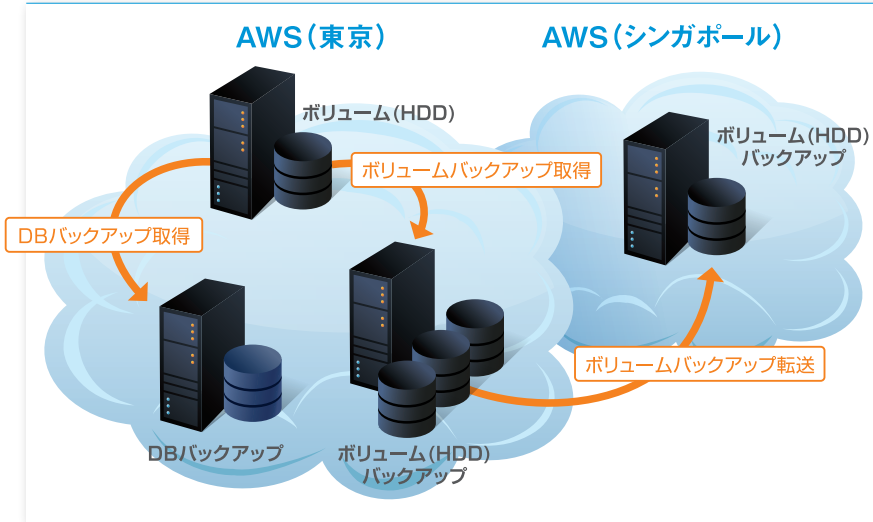 AWS(東京)
AWS(シンガポール)
ボリューム(HDD)
ボリューム(HDD)
バックアップ
ボリュームバックアップ取得
DBバックアップ取得
ボリュームバックアップ転送
DBバックアップ
ボリューム(HDD)
バックアップ